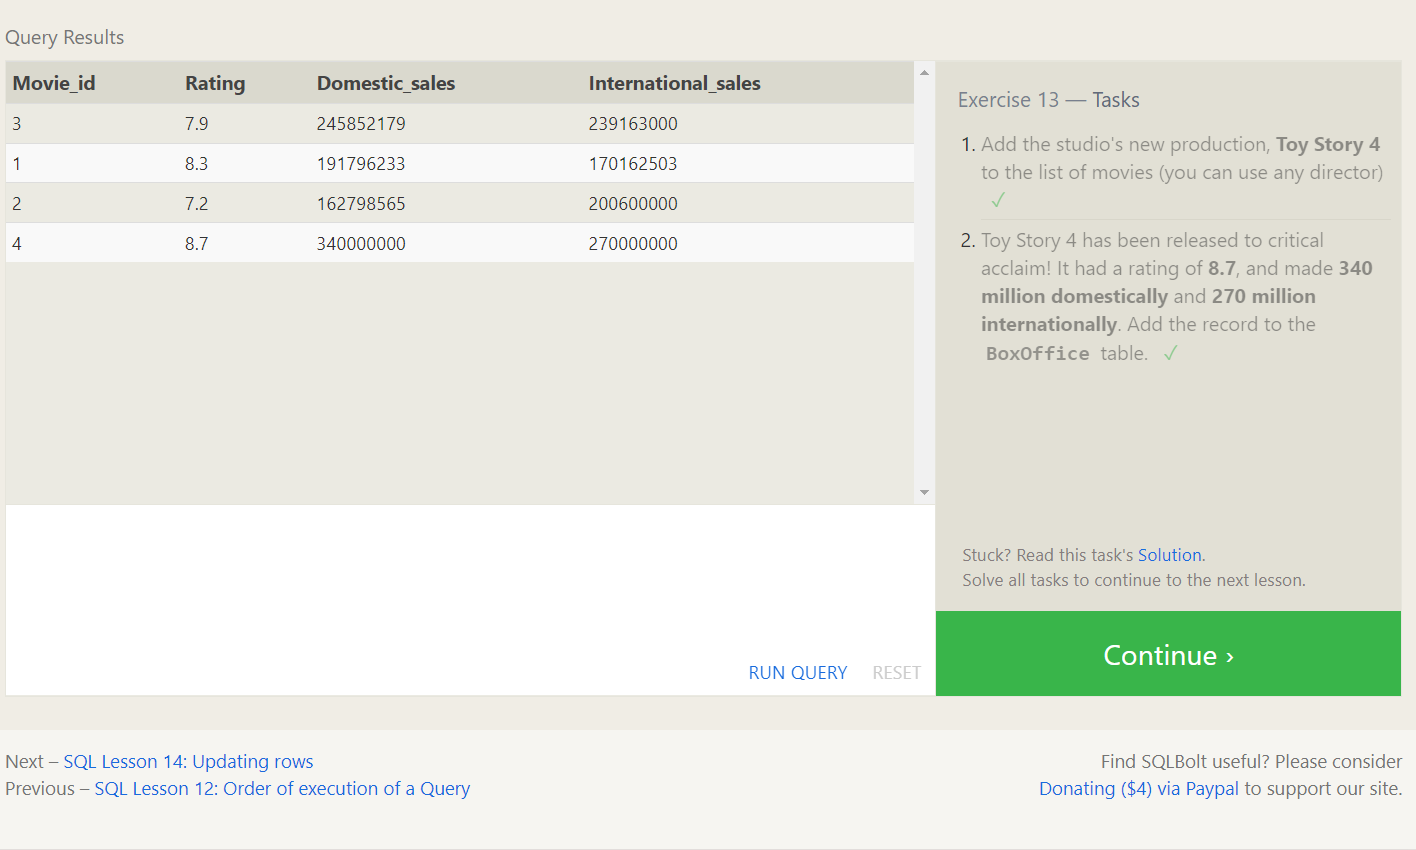 Query Results
Movie_id Rating Domestic_sales International_sales
3 7.9 245852179 239163000
1 8.3 191796233 170162503
2 7.2 162798565 200600000
4 8.7 340000000 270000000
RUN QUERY RESET
Exercise 13 — Tasks
1. Add the studio's new production, Toy Story 4
to the list of movies (you can use any director)
✓
2. Toy Story 4 has been released to critical
acclaim! It had a rating of 8.7, and made 340
million domestically and 270 million
internationally. Add the record to the
BoxOffice table. ✓
Stuck? Read this task's Solution.
Solve all tasks to continue to the next lesson.
Continue ›
Next – SQL Lesson 14: Updating rows
Previous – SQL Lesson 12: Order of execution of a Query
Find SQLBolt useful? Please consider
Donating ($4) via Paypal to support our site.